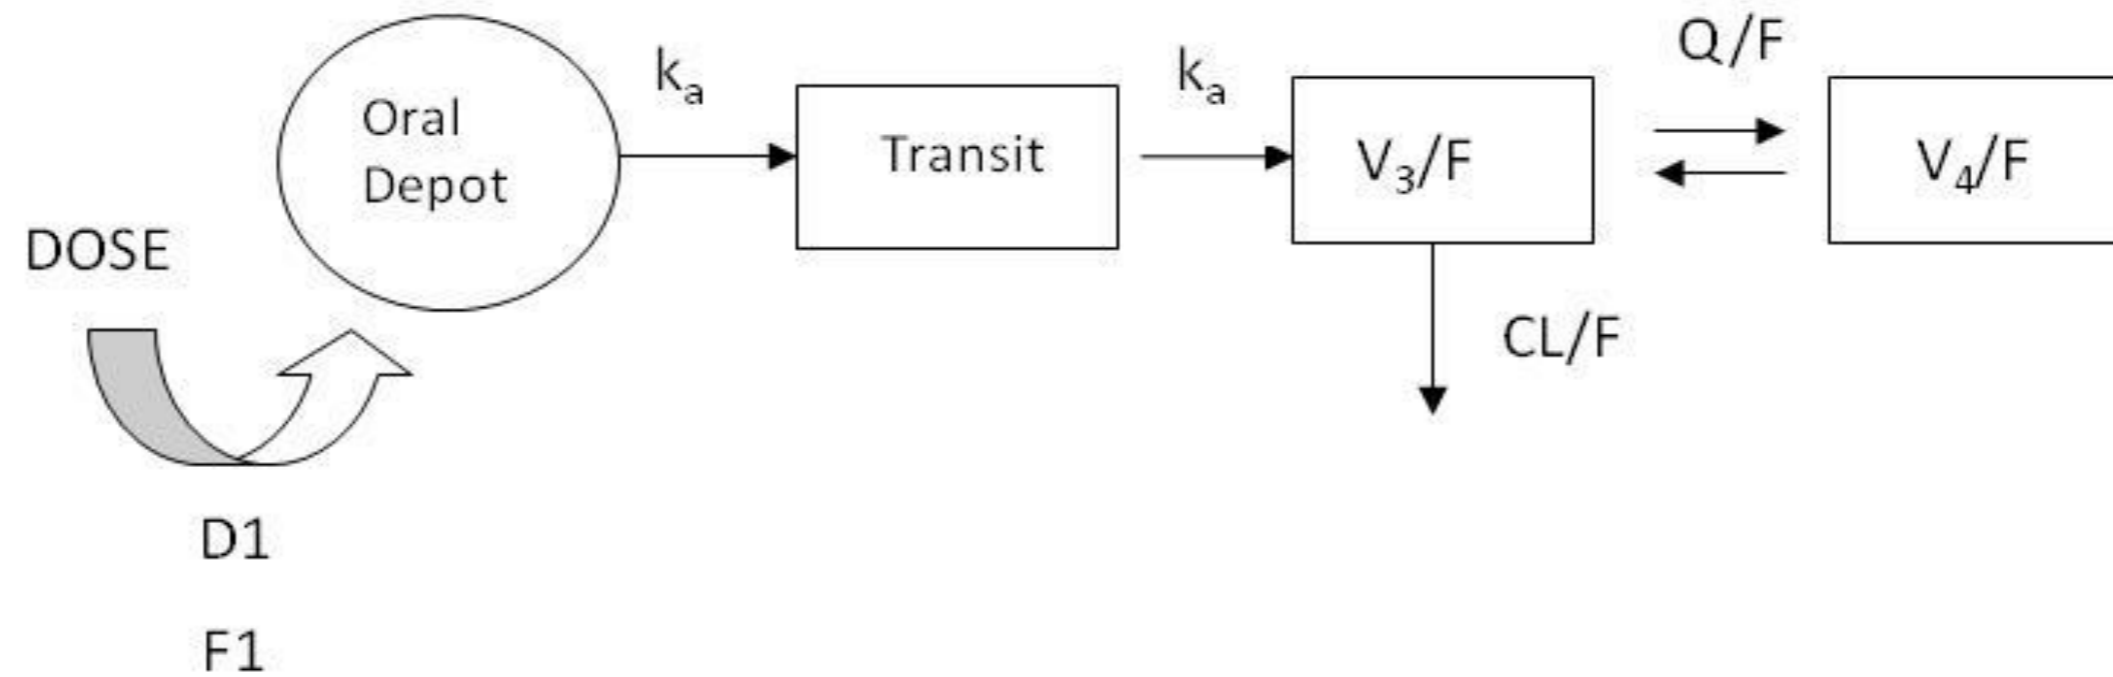 DOSE
D1
F1
Oral
Depot
kₐ
Transit
kₐ
V₃/F
Q/F
V₄/F
CL/F